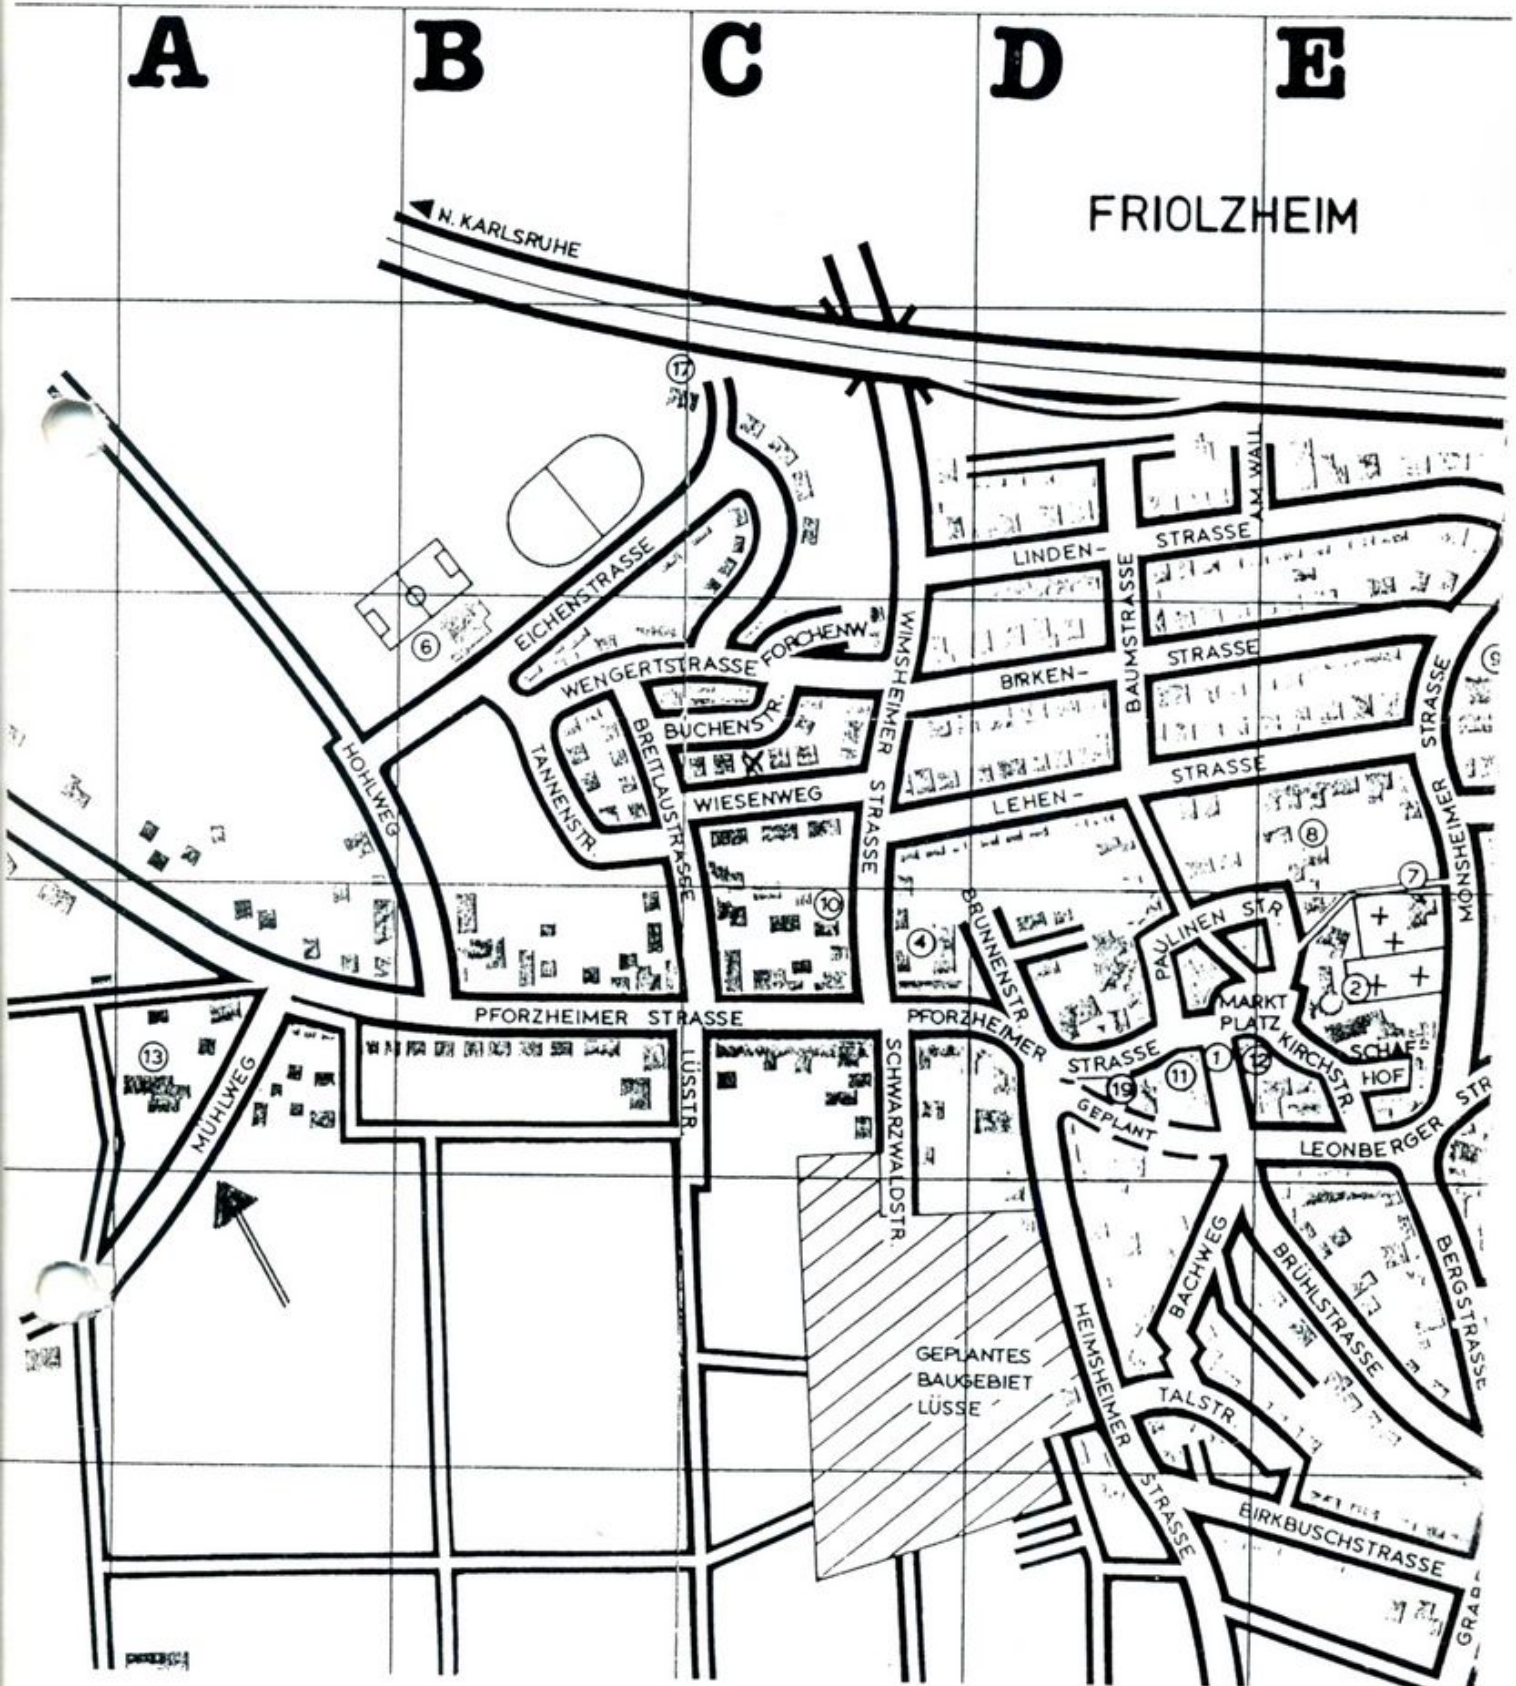 A B C D E
FRIOLZHEIM
N. KARLSRUHE
17
AM WALL
LINDEN-
STRASSE
EICHENSTRASSE
6
FORCHENW.
WENGERTSTRASSE
WIMSHEIMER
STRASSE
BIRKEN-
STRASSE
BAUMSTRASSE
9
BUCHENSTR.
BREITLAUSTRASSE
TANNENSTR.
HOHLWEG
WIESENWEG
LEHEN-
STRASSE
MÖNSHEIMER
STRASSE
8
7
10
4
BRUNNENSTR.
PAULINEN STR
MARKT
PLATZ
2
PFORZHEIMER STRASSE
PFORZHEIMER
STRASSE
KIRCHSTR.
SCHAF
HOF
1
12
11
19
GEPLANT
13
MÜHLWEG
LÜSSTR.
SCHWARZWALDSTR.
LEONBERGER STR
BACHWEG
BRÜHLSTRASSE
BERGSTRASSE
GEPLANTES
BAUGEBIET
LÜSSE
HEIMSHEIMER
STRASSE
TALSTR.
BIRKBUSCHSTRASSE
GRAB